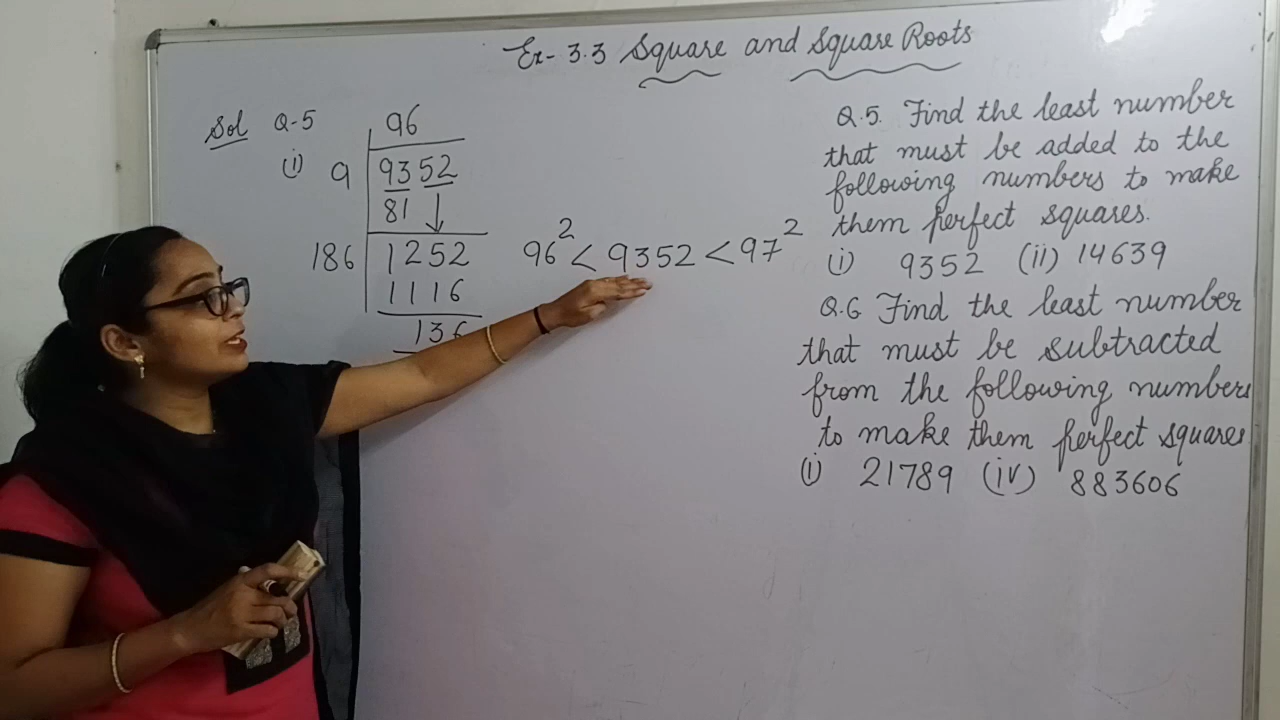 Ex- 3.3 Square and Square Roots
Sol Q-5
(i)
96
9 9352
81
186 1252
1116
136
96² < 9352 < 97²
Q.5. Find the least number
that must be added to the
following numbers to make
them perfect squares.
(i) 9352 (ii) 14639
Q.6 Find the least number
that must be subtracted
from the following numbers
to make them perfect squares
(i) 21789 (iv) 883606